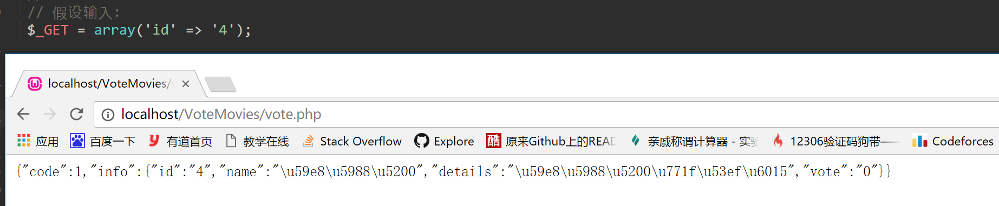 // 假设输入:
$_GET = array('id' => '4');
localhost/VoteMovies/
localhost/VoteMovies/vote.php
应用 百度一下 有道首页 教学在线 Stack Overflow Explore 酷 原来Github上的READ 亲戚称谓计算器 - 实验 12306验证码狗带—— Codeforces
{"code":1,"info":{"id":"4","name":"\u59e8\u5988\u5200","details":"\u59e8\u5988\u5200\u771f\u53ef\u6015","vote":"0"}}